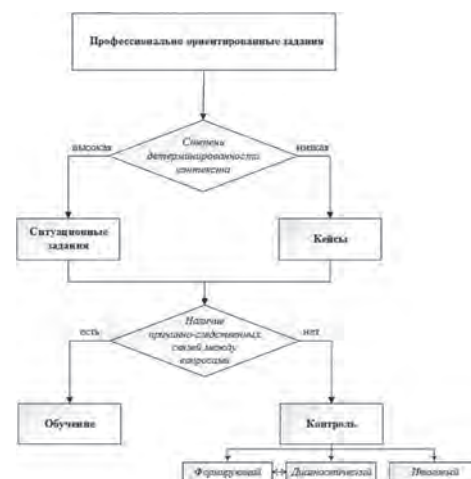 Профессионально ориентированные задания
Степени
детерминированности
контекста
высокая
низкая
Ситуационные
задания
Кейсы
Наличие
причинно-следственных
связей между
вопросами
есть
нет
Обучение
Контроль
Формирующий
Диагностический
Итоговый